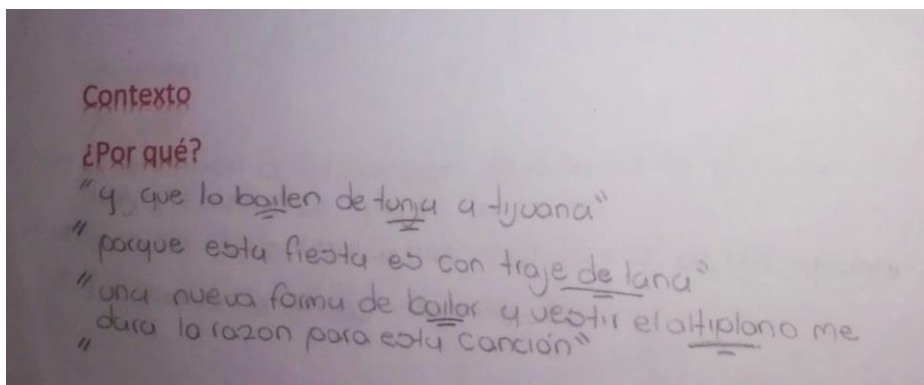 Contexto
¿Por qué?
"y que lo bailen de tunja a tijuana"
"porque esta fiesta es con traje de lana"
"una nueva forma de bailar y vestir el altiplano me
dara la razon para esta canción"
"